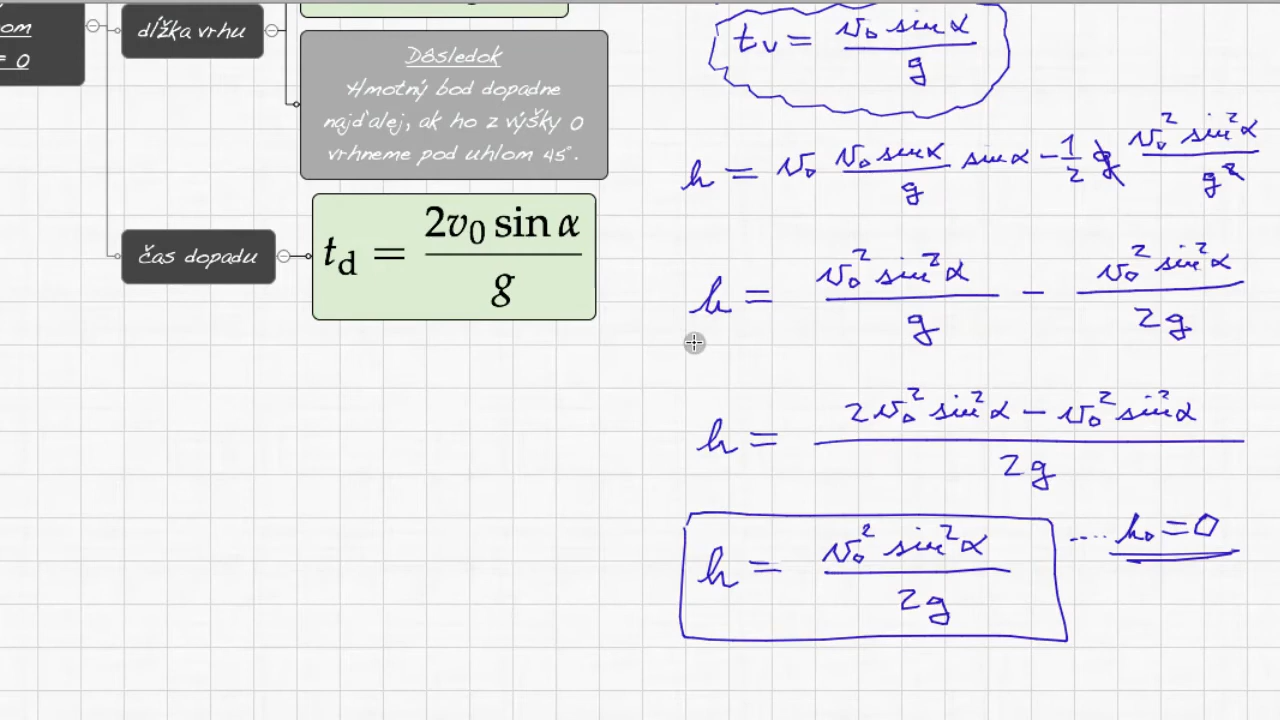 om
= 0
dĺžka vrhu
Dôsledok
Hmotný bod dopadne
najďalej, ak ho z výšky 0
vrhneme pod uhlom 45°.
čas dopadu
t_d = 2v_0 sin α / g
t_v = v_0 sin α / g
h = v_0 v_0 sin α / g sin α − 1/2 g v_0² sin² α / g²
h = v_0² sin² α / g − v_0² sin² α / 2g
h = 2v_0² sin² α − v_0² sin² α / 2g
h = v_0² sin² α / 2g .... h_0 = 0